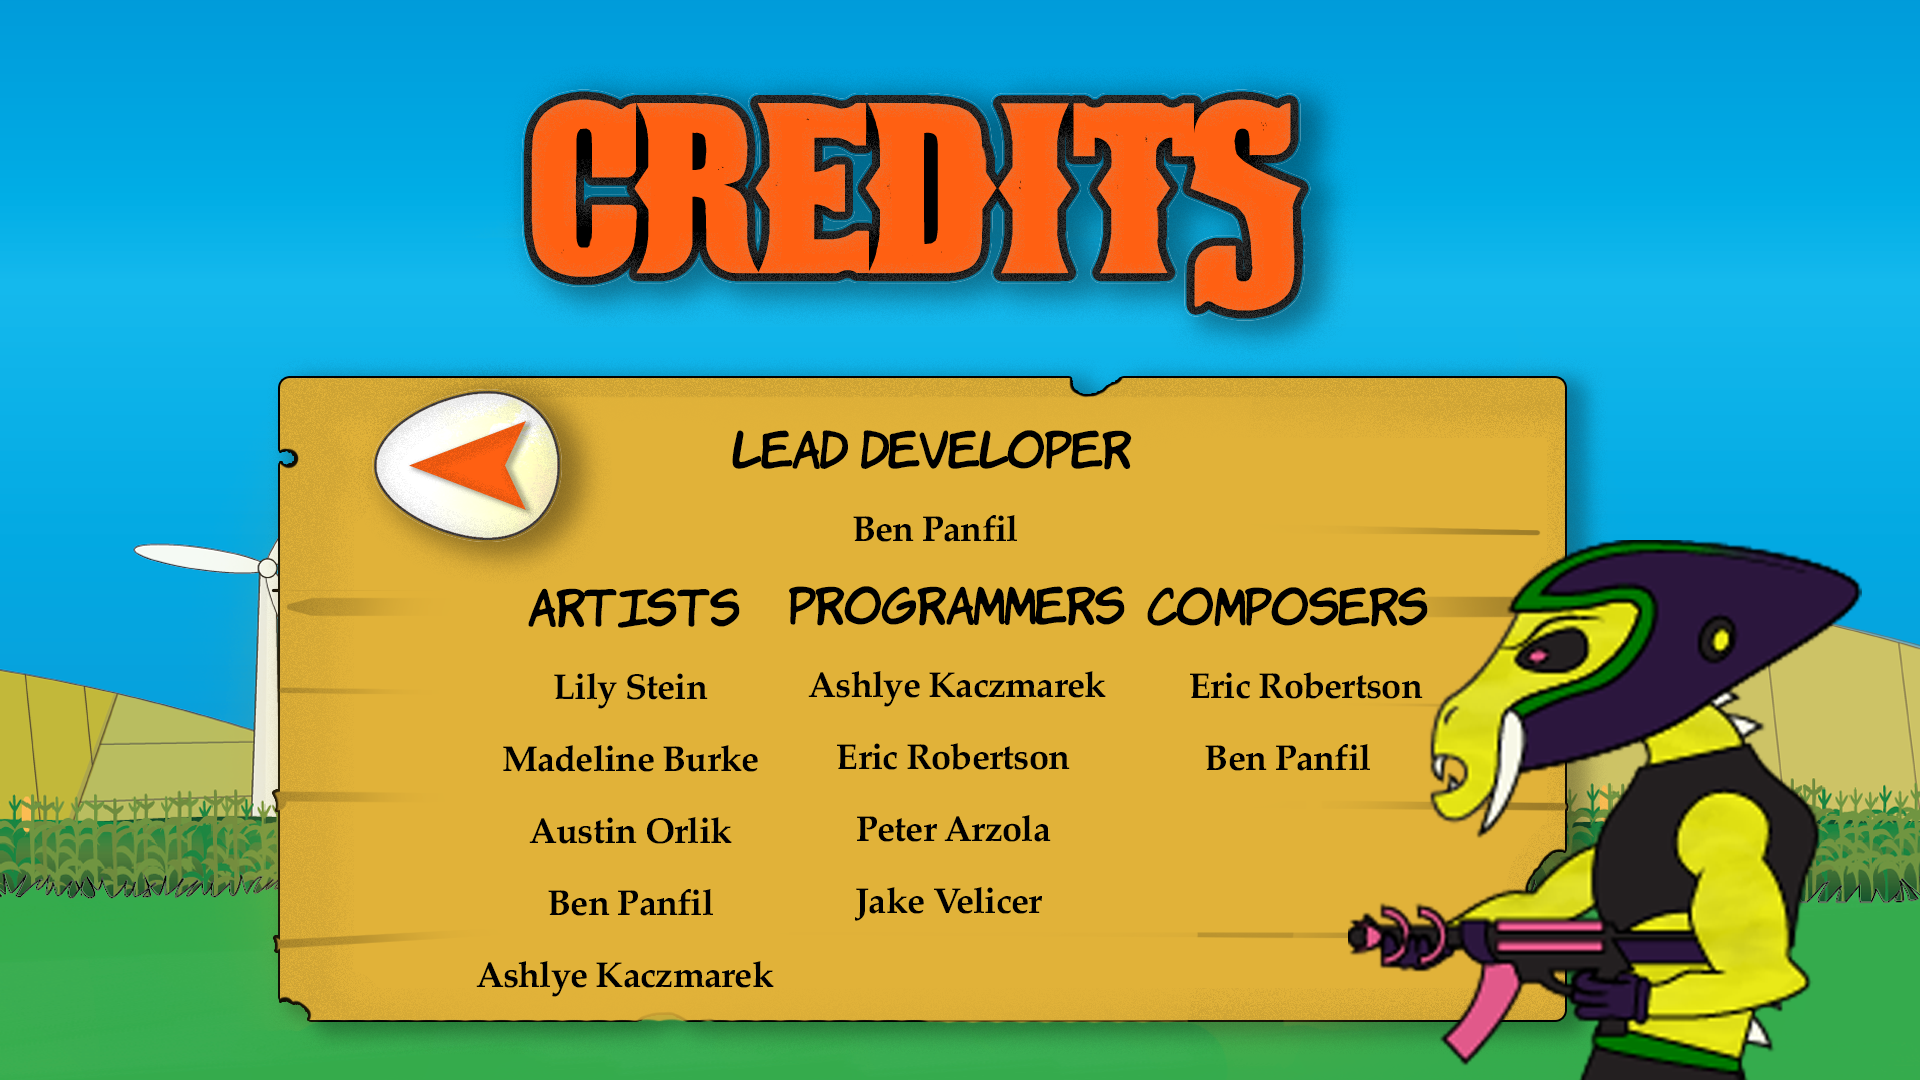 CREDITS
LEAD DEVELOPER
Ben Panfil
ARTISTS
Lily Stein
Madeline Burke
Austin Orlik
Ben Panfil
Ashlye Kaczmarek
PROGRAMMERS
Ashlye Kaczmarek
Eric Robertson
Peter Arzola
Jake Velicer
COMPOSERS
Eric Robertson
Ben Panfil